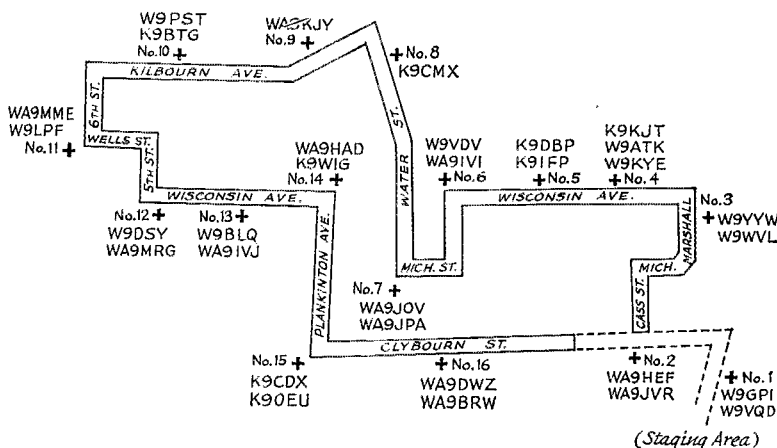 W9PST
K9BTG
No.10
WA9KJY
No.9
No.8
K9CMX
KILBOURN AVE.
6TH ST.
WA9MME
W9LPF
No.11
WELLS ST.
5TH ST.
WATER ST.
WA9HAD
K9WIG
No.14
W9VDV
WA9IVI
No.6
K9DBP
K9IFP
No.5
K9KJT
W9ATK
W9KYE
No.4
WISCONSIN AVE.
WISCONSIN AVE.
No.3
W9YYW
W9WVL
MARSHALL
No.12
W9DSY
WA9MRG
No.13
W9BLQ
WA9IVJ
PLANKINTON AVE.
MICH. ST.
MICH.
CASS ST.
No.7
WA9JOV
WA9JPA
CLYBOURN ST.
No.15
K9CDX
K9OEU
No.16
WA9DWZ
WA9BRW
No.2
WA9HEF
WA9JVR
No.1
W9GPI
W9VQD
(Staging Area)